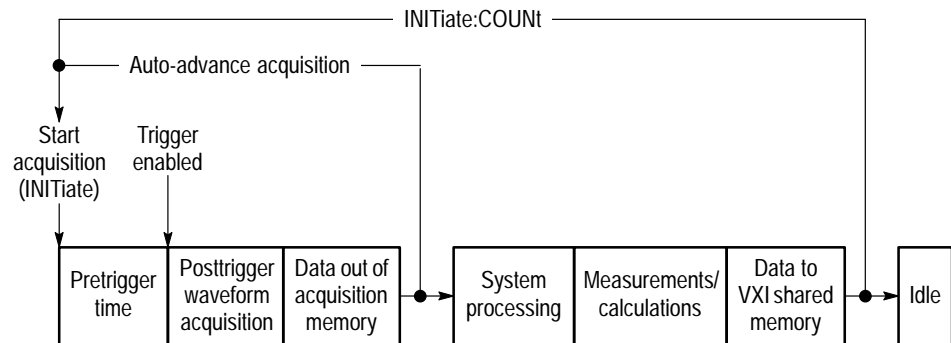 INITiate:COUNt
Auto-advance acquisition
Start
acquisition
(INITiate)
Trigger
enabled
Pretrigger
time
Posttrigger
waveform
acquisition
Data out of
acquisition
memory
System
processing
Measurements/
calculations
Data to
VXI shared
memory
Idle